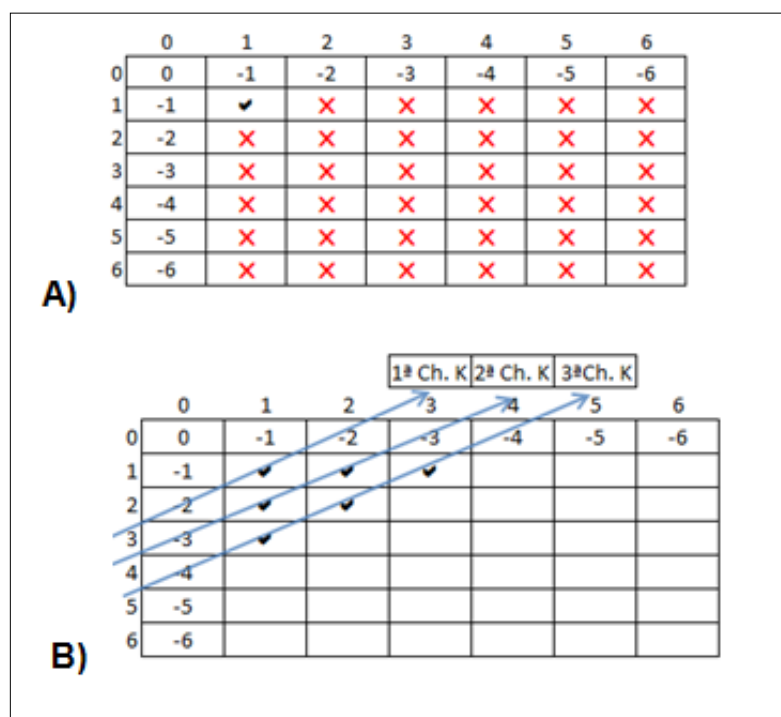 0 1 2 3 4 5 6
0 0 -1 -2 -3 -4 -5 -6
1 -1 ✓ ✕ ✕ ✕ ✕ ✕
2 -2 ✕ ✕ ✕ ✕ ✕ ✕
3 -3 ✕ ✕ ✕ ✕ ✕ ✕
4 -4 ✕ ✕ ✕ ✕ ✕ ✕
5 -5 ✕ ✕ ✕ ✕ ✕ ✕
6 -6 ✕ ✕ ✕ ✕ ✕ ✕
A)
1ª Ch. K 2ª Ch. K 3ªCh. K
0 1 2 3 4 5 6
0 0 -1 -2 -3 -4 -5 -6
1 -1 ✓ ✓ ✓
2 -2 ✓ ✓
3 -3 ✓
4 -4
5 -5
6 -6
B)